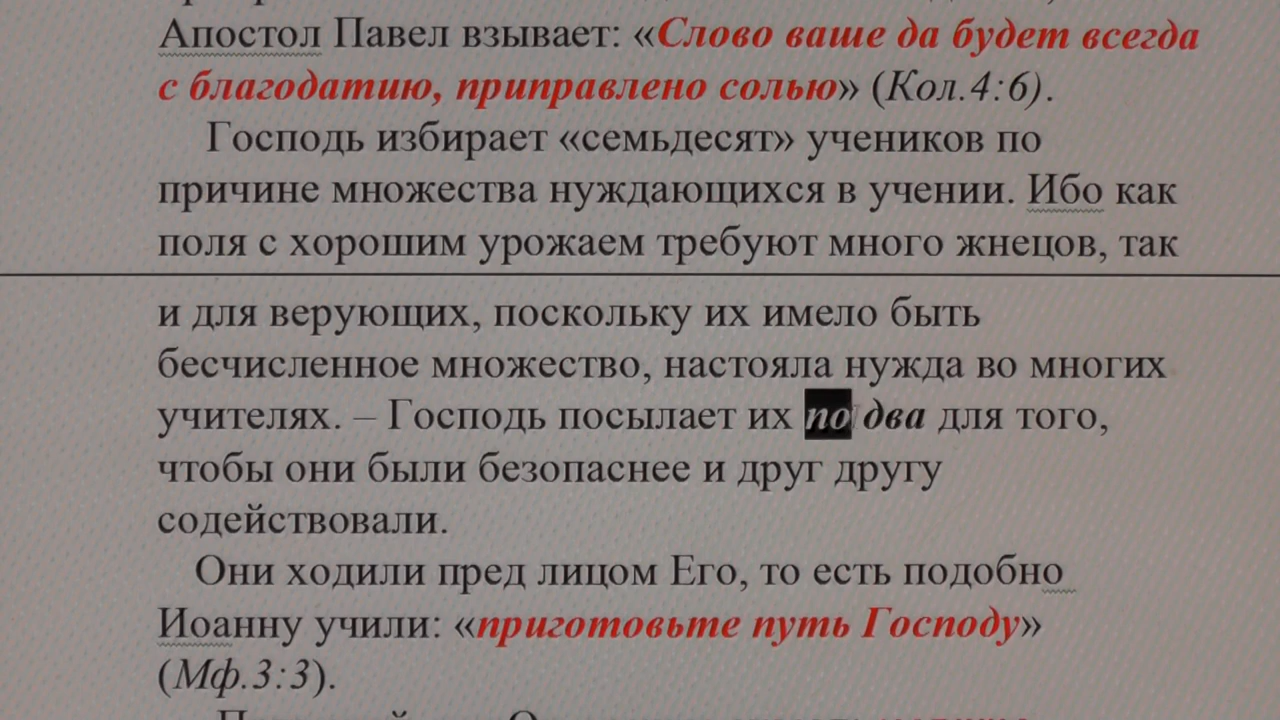 Апостол Павел взывает: «Слово ваше да будет всегда
с благодатию, приправлено солью» (Кол.4:6).
Господь избирает «семьдесят» учеников по
причине множества нуждающихся в учении. Ибо как
поля с хорошим урожаем требуют много жнецов, так
и для верующих, поскольку их имело быть
бесчисленное множество, настояла нужда во многих
учителях. – Господь посылает их по два для того,
чтобы они были безопаснее и друг другу
содействовали.
Они ходили пред лицом Его, то есть подобно
Иоанну учили: «приготовьте путь Господу»
(Мф.3:3).